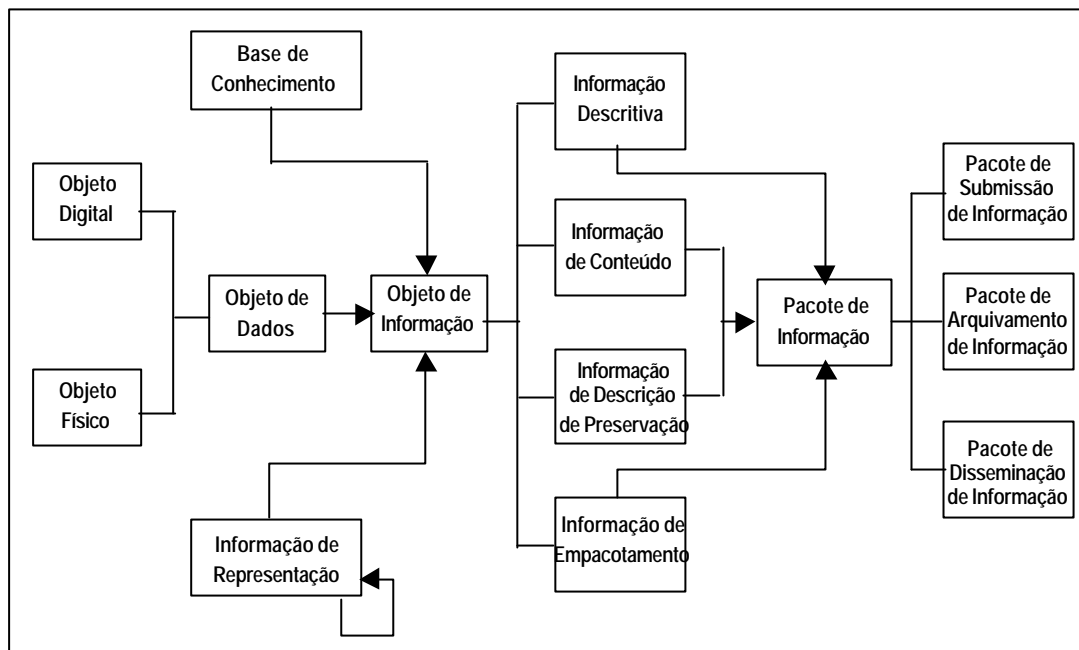 Base de
Conhecimento
Informação
Descritiva
Objeto
Digital
Pacote de
Submissão
de Informação
Informação
de Conteúdo
Objeto de
Dados
Objeto de
Informação
Pacote de
Informação
Pacote de
Arquivamento
de Informação
Objeto
Físico
Informação
de Descrição
de Preservação
Pacote de
Disseminação
de Informação
Informação de
Representação
Informação de
Empacotamento